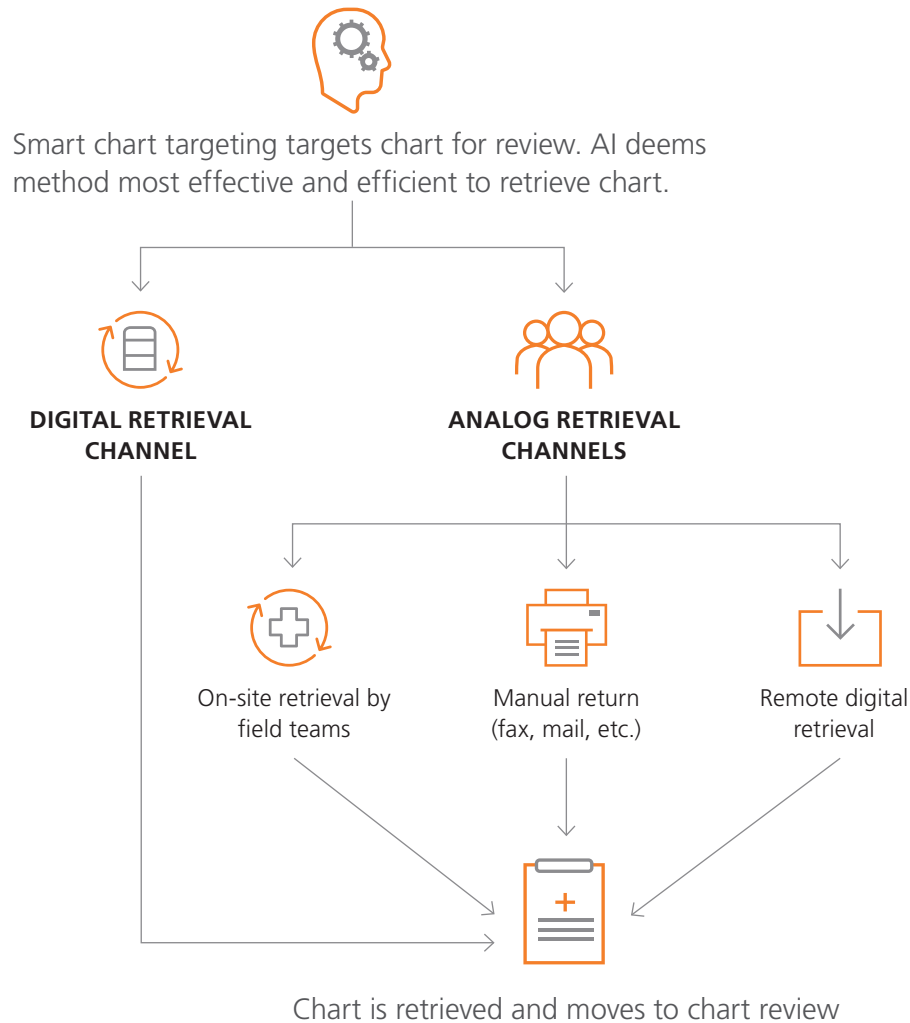 Smart chart targeting targets chart for review. AI deems
method most effective and efficient to retrieve chart.
DIGITAL RETRIEVAL
CHANNEL
ANALOG RETRIEVAL
CHANNELS
On-site retrieval by
field teams
Manual return
(fax, mail, etc.)
Remote digital
retrieval
Chart is retrieved and moves to chart review